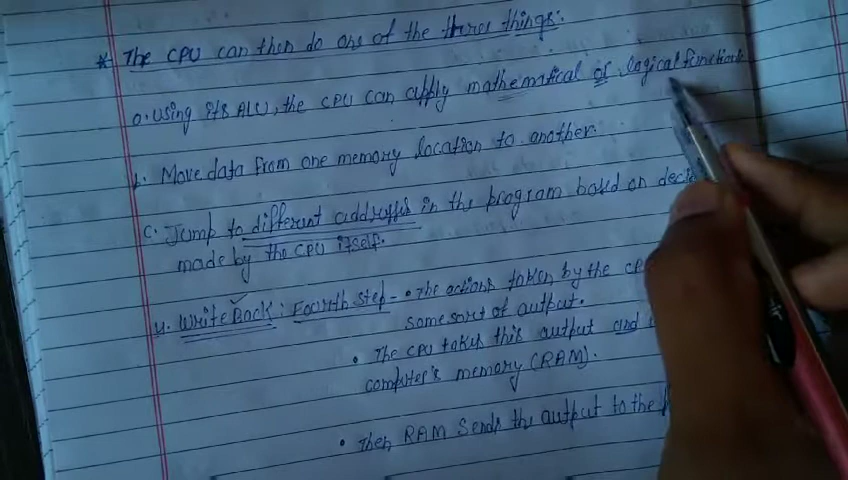 * The CPU can then do one of the three things:
a. using its ALU, the CPU can apply mathematical or logical functions
b. Move data from one memory location to another.
c. Jump to different addresses in the program based on
made by the CPU itself.
4. Write Back: Fourth step - • The actions taken by the
some sort of output.
• The CPU takes this output and
computer's memory (RAM).
• Then RAM sends the output to the